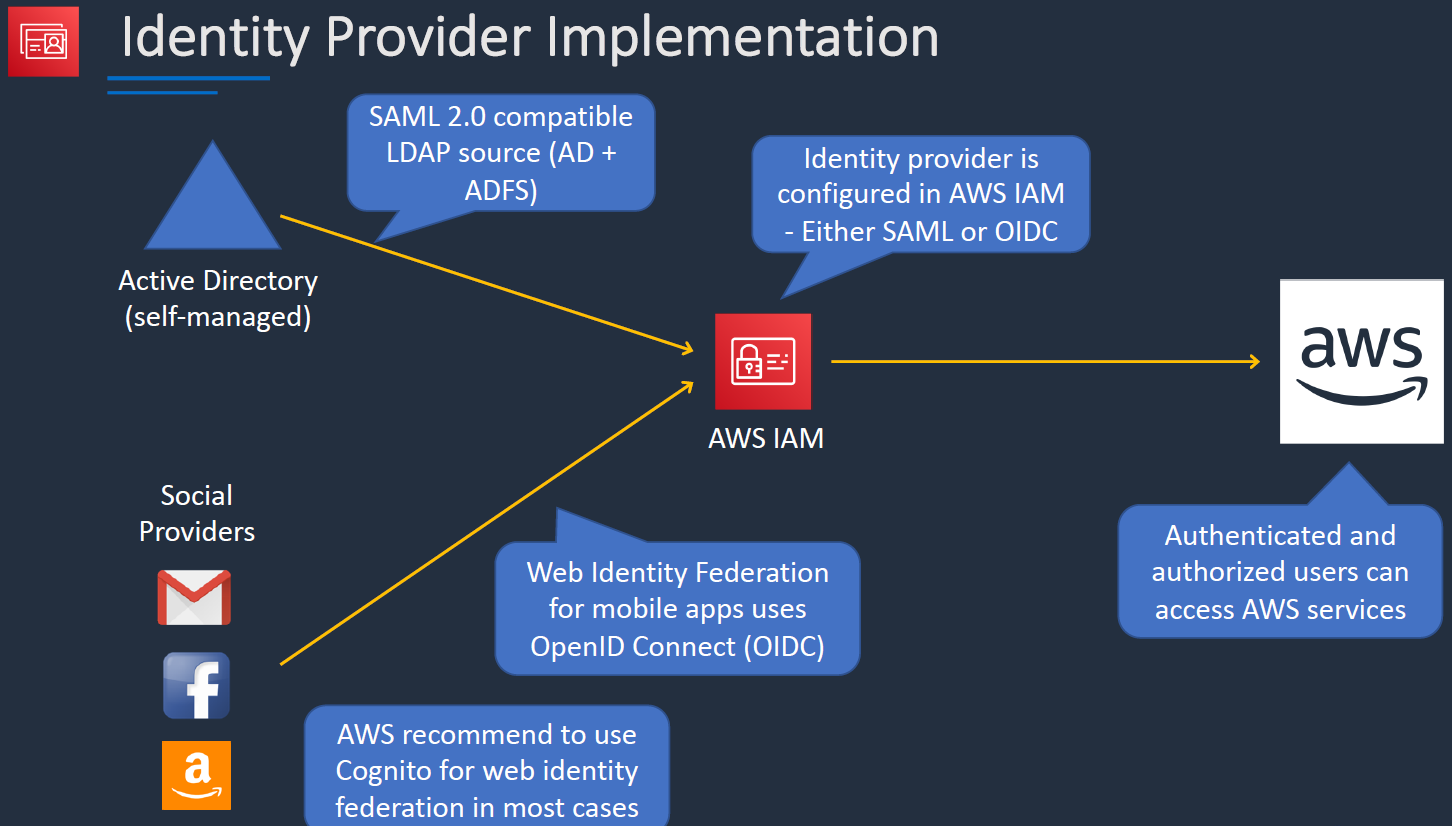 Identity Provider Implementation
SAML 2.0 compatible
LDAP source (AD +
ADFS)
Identity provider is
configured in AWS IAM
- Either SAML or OIDC
Active Directory
(self-managed)
aws
AWS IAM
Social
Providers
Web Identity Federation
for mobile apps uses
OpenID Connect (OIDC)
Authenticated and
authorized users can
access AWS services
f
a
AWS recommend to use
Cognito for web identity
federation in most cases